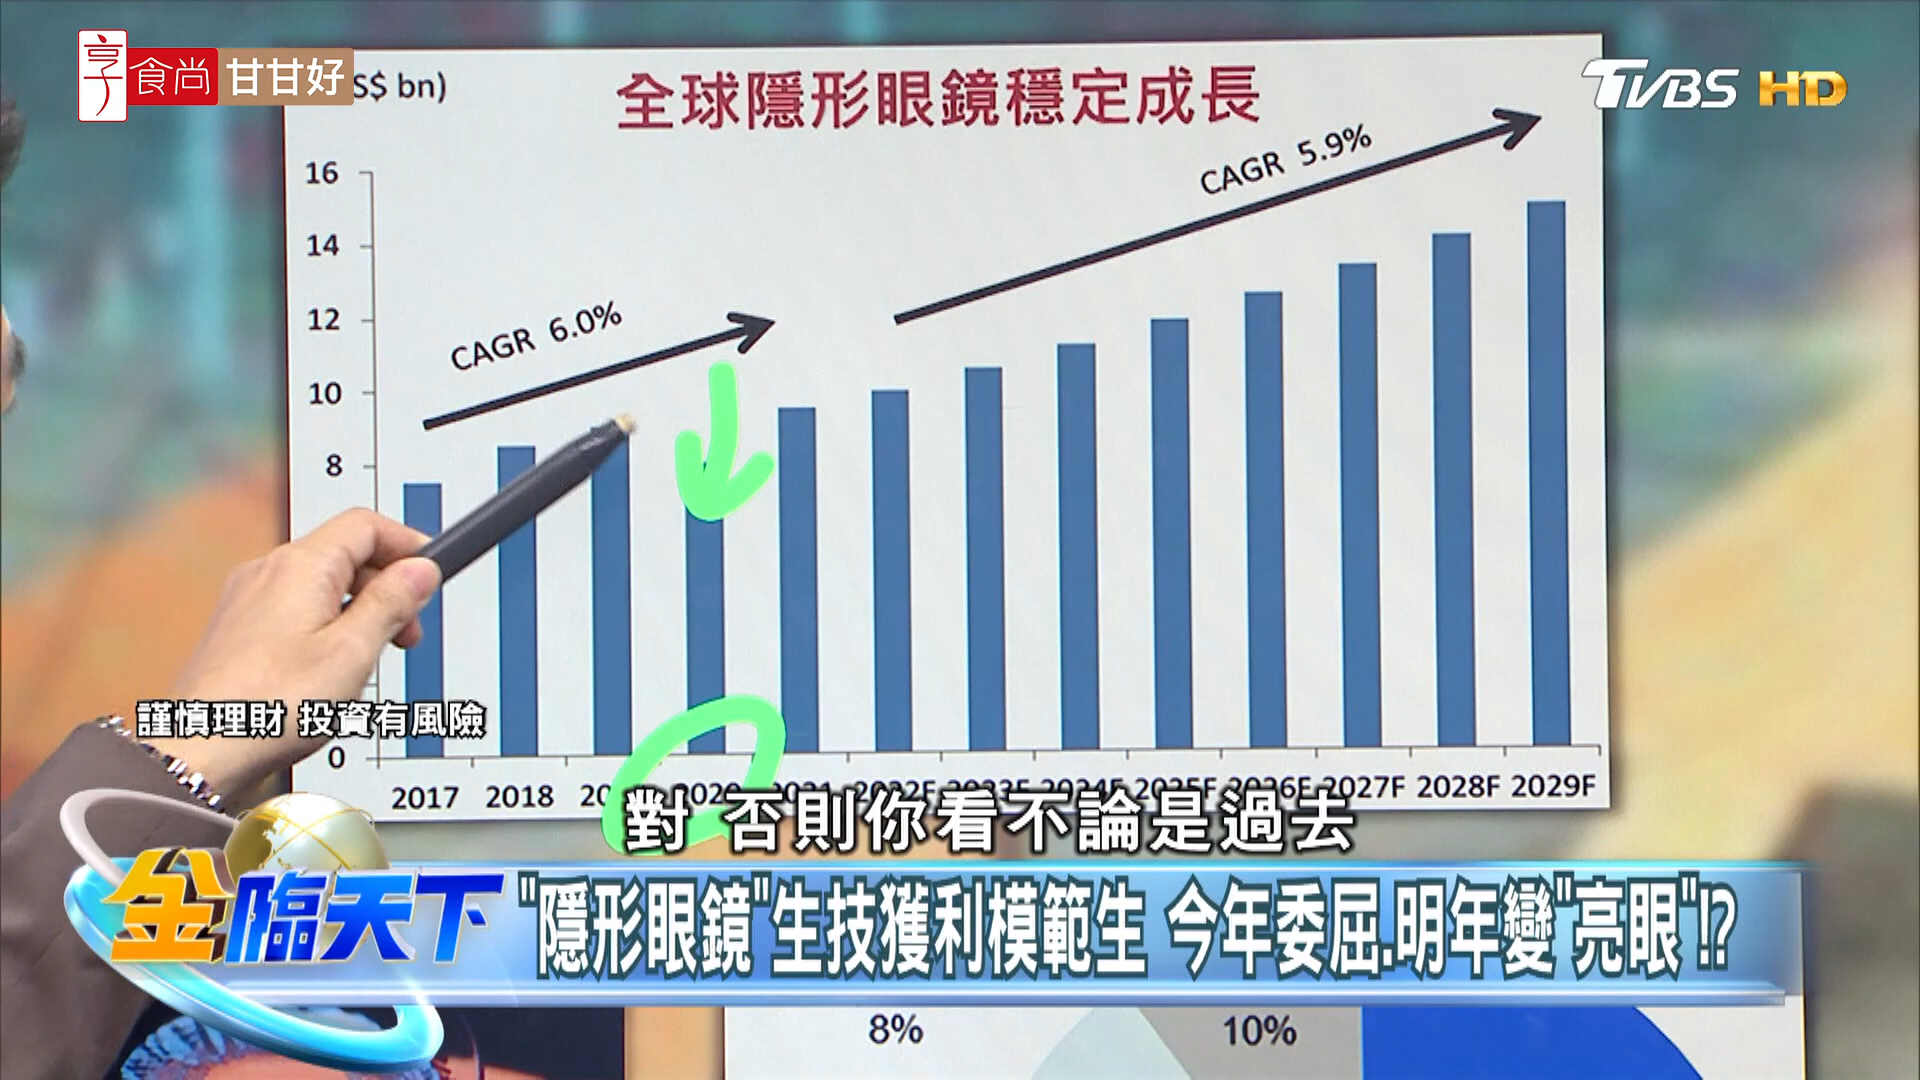 享 食尚 甘甘好
TVBS HD
S$ bn)
全球隱形眼鏡穩定成長
CAGR 6.0%
CAGR 5.9%
16
14
12
10
8
0
2017 2018 2020 2021 2022F 2023F 2024F 2025F 2026F 2027F 2028F 2029F
謹慎理財 投資有風險
對 否則你看不論是過去
金臨天下
"隱形眼鏡"生技獲利模範生 今年委屈.明年變"亮眼"!?
8%
10%